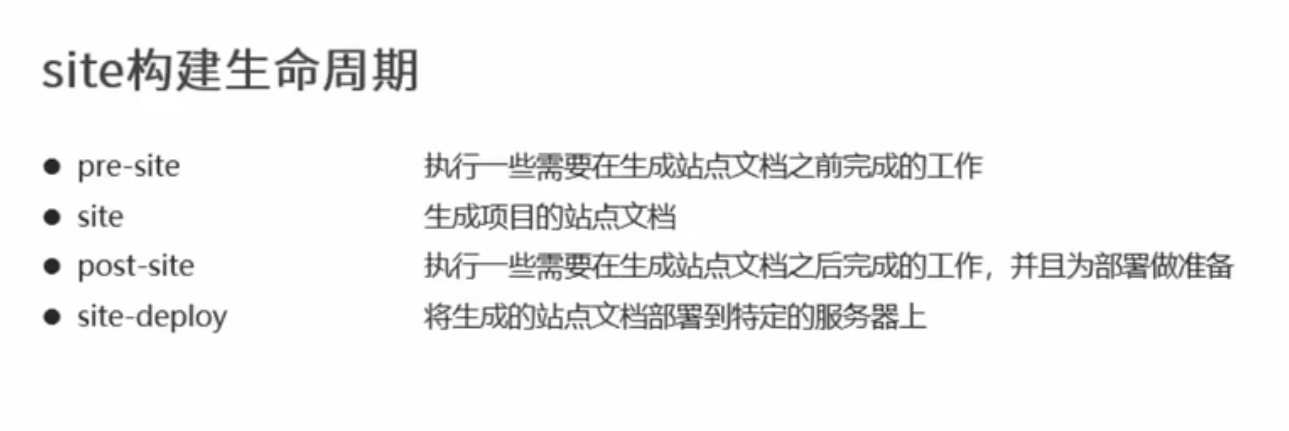 site构建生命周期
● pre-site 执行一些需要在生成站点文档之前完成的工作
● site 生成项目的站点文档
● post-site 执行一些需要在生成站点文档之后完成的工作，并且为部署做准备
● site-deploy 将生成的站点文档部署到特定的服务器上